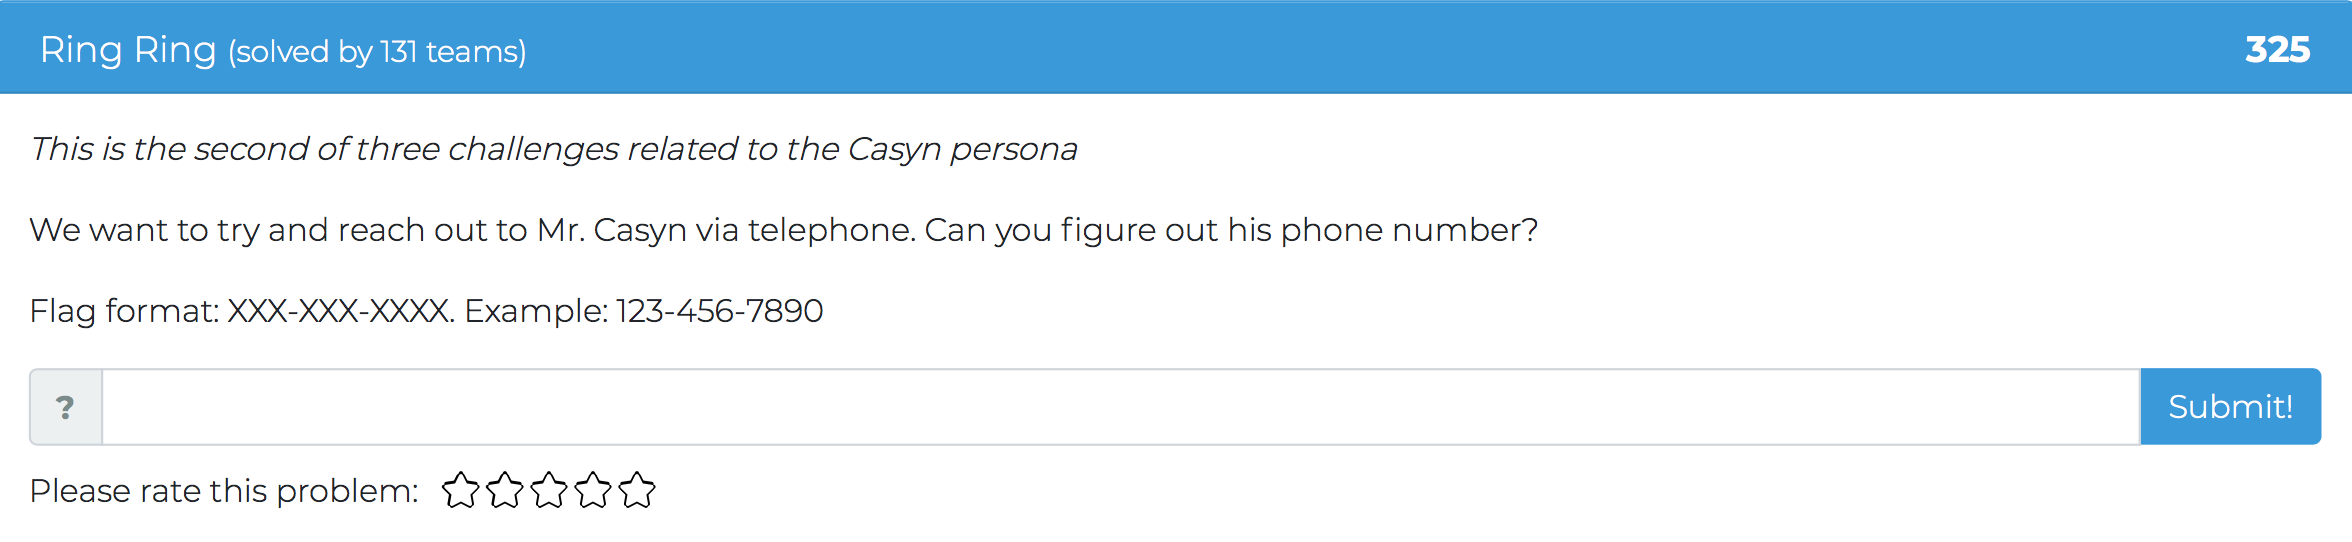 Ring Ring (solved by 131 teams) 325
This is the second of three challenges related to the Casyn persona
We want to try and reach out to Mr. Casyn via telephone. Can you figure out his phone number?
Flag format: XXX-XXX-XXXX. Example: 123-456-7890
? Submit!
Please rate this problem: